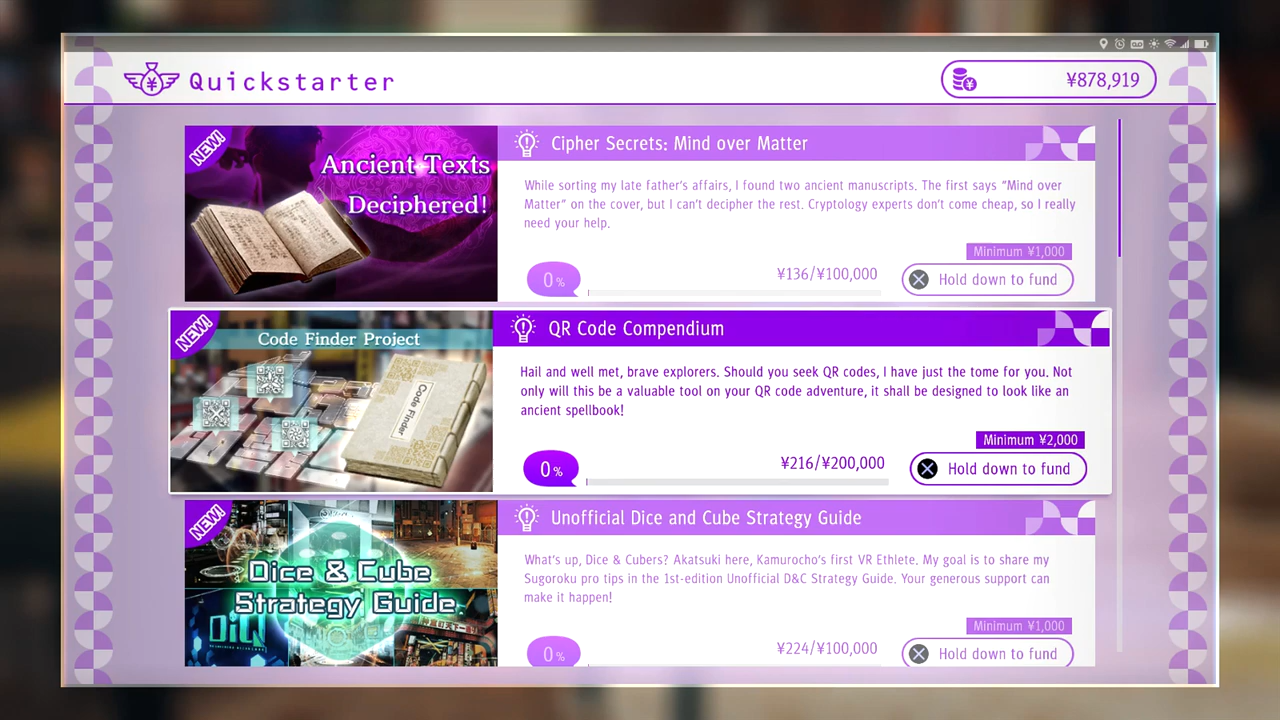 Quickstarter
¥878,919
NEW!
Ancient Texts
Deciphered!
Cipher Secrets: Mind over Matter
While sorting my late father's affairs, I found two ancient manuscripts. The first says "Mind over
Matter" on the cover, but I can't decipher the rest. Cryptology experts don't come cheap, so I really
need your help.
Minimum ¥1,000
0%
¥136/¥100,000
Hold down to fund
NEW!
Code Finder Project
Code Finder
QR Code Compendium
Hail and well met, brave explorers. Should you seek QR codes, I have just the tome for you. Not
only will this be a valuable tool on your QR code adventure, it shall be designed to look like an
ancient spellbook!
Minimum ¥2,000
0%
¥216/¥200,000
Hold down to fund
NEW!
Dice & Cube
Strategy Guide
Unofficial Dice and Cube Strategy Guide
What's up, Dice & Cubers? Akatsuki here, Kamurocho's first VR Ethlete. My goal is to share my
Sugoroku pro tips in the 1st-edition Unofficial D&C Strategy Guide. Your generous support can
make it happen!
Minimum ¥1,000
0%
¥224/¥100,000
Hold down to fund